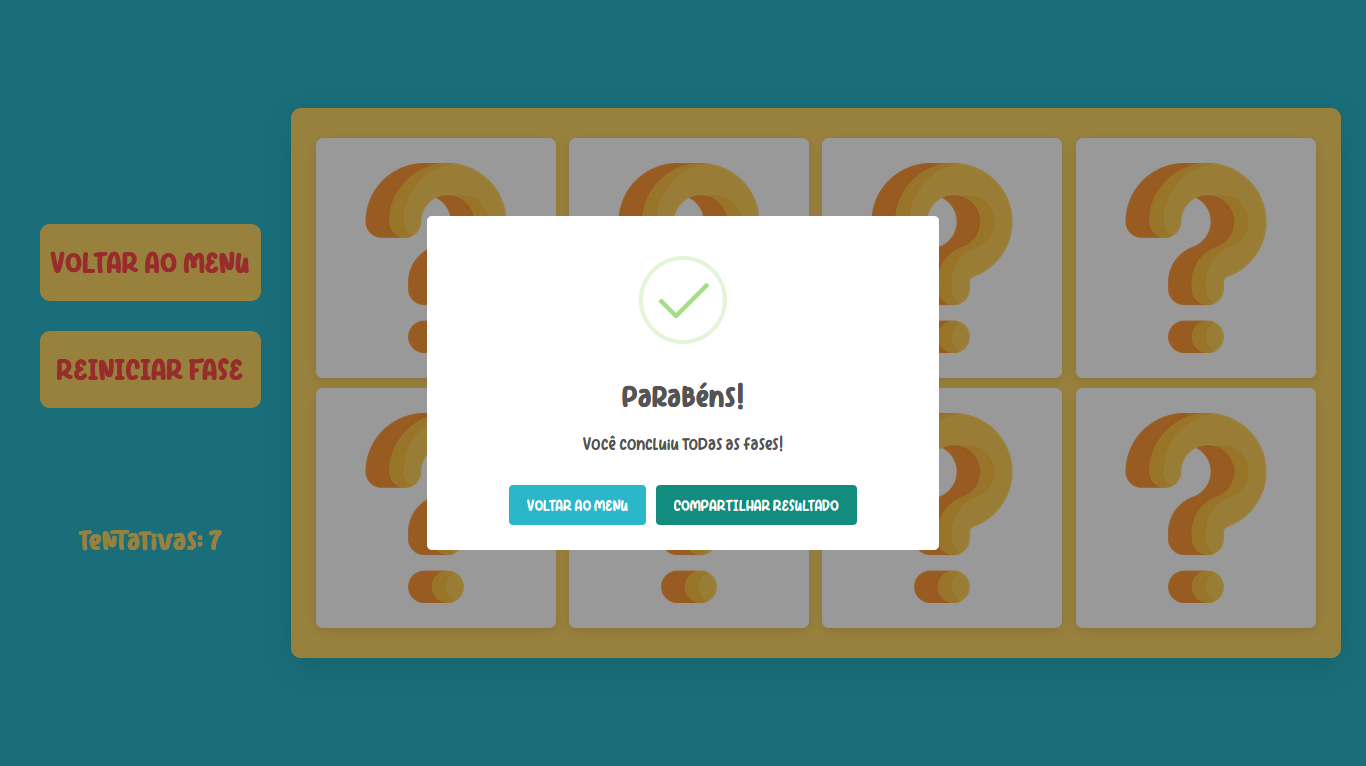 VOLTAR AO MENU
REINICIAR FASE
Tentativas: 7
Parabéns!
Você concluiu todas as fases!
VOLTAR AO MENU
COMPARTILHAR RESULTADO